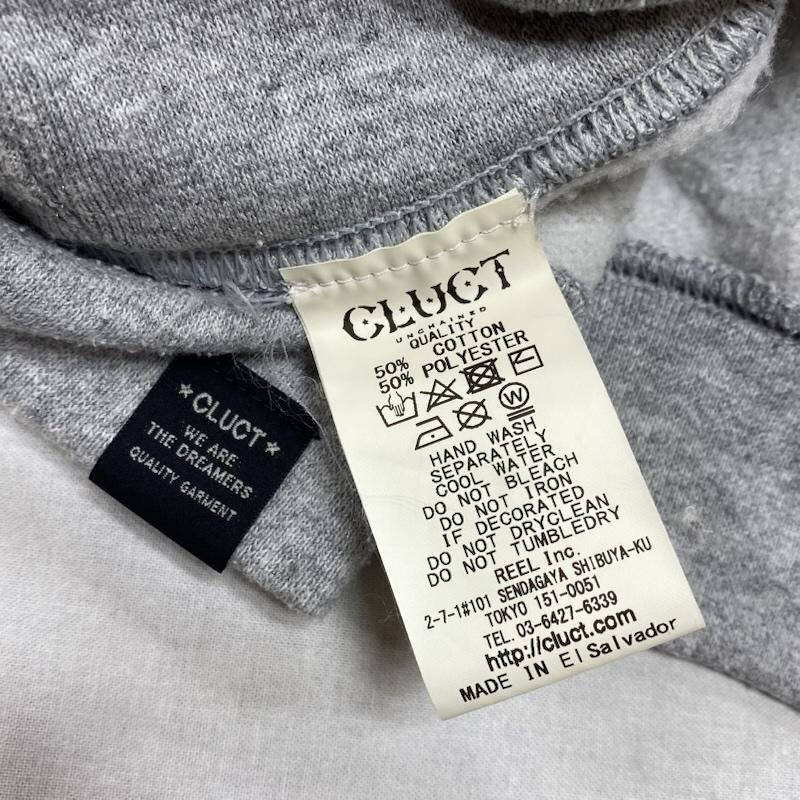 CLUCT
UNCHAINED
QUALITY
50% COTTON
50% POLYESTER
W
HAND WASH
SEPARATELY
COOL WATER
DO NOT BLEACH
DO NOT IRON
IF DECORATED
DO NOT DRYCLEAN
DO NOT TUMBLEDRY
REEL Inc.
2-7-1#101 SENDAGAYA SHIBUYA-KU
TOKYO 151-0051
TEL. 03-6427-6339
http://cluct.com
MADE IN El Salvador
★CLUCT★
WE ARE
THE DREAMERS
QUALITY GARMENT